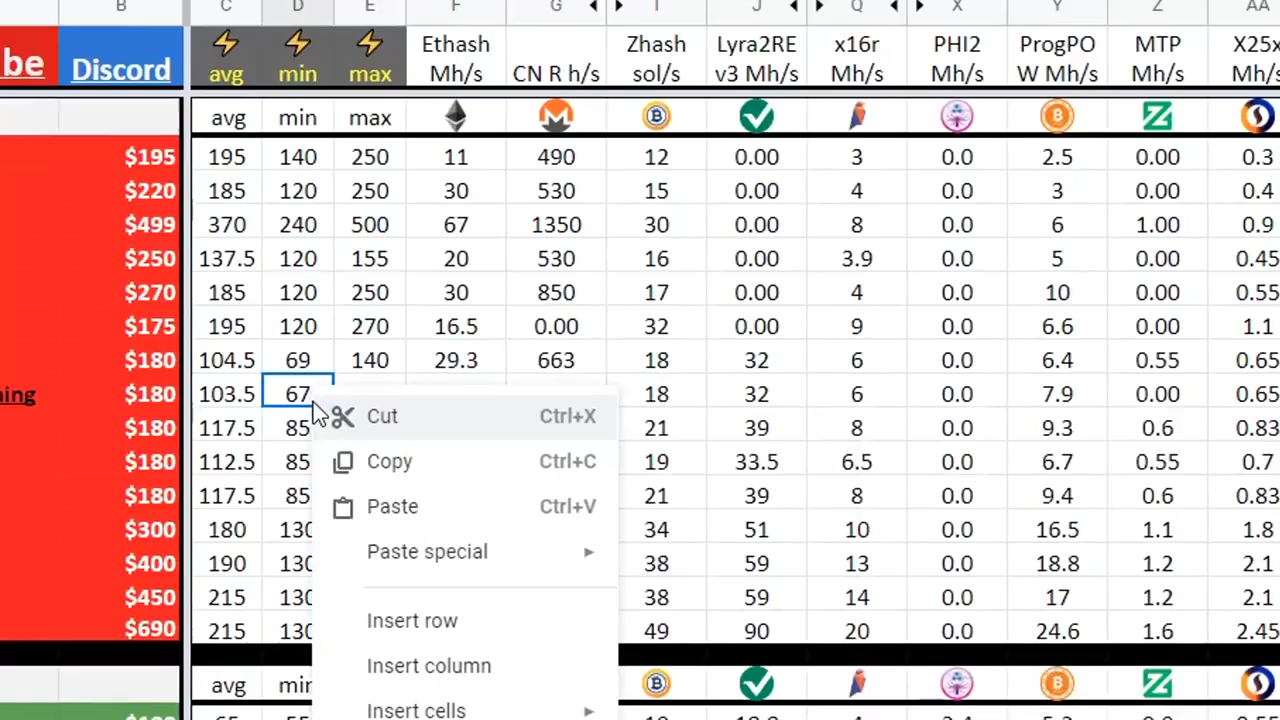 B C D E F G I J Q X Y Z AA
be Discord avg min max Ethash Mh/s CN R h/s Zhash sol/s Lyra2RE v3 Mh/s x16r Mh/s PHI2 Mh/s ProgPO W Mh/s MTP Mh/s X25x Mh/s
avg min max
$195 195 140 250 11 490 12 0.00 3 0.0 2.5 0.00 0.3
$220 185 120 250 30 530 15 0.00 4 0.0 3 0.00 0.4
$499 370 240 500 67 1350 30 0.00 8 0.0 6 1.00 0.9
$250 137.5 120 155 20 530 16 0.00 3.9 0.0 5 0.00 0.45
$270 185 120 250 30 850 17 0.00 4 0.0 10 0.00 0.55
$175 195 120 270 16.5 0.00 32 0.00 9 0.0 6.6 0.00 1.1
$180 104.5 69 140 29.3 663 18 32 6 0.0 6.4 0.55 0.65
ning $180 103.5 67 18 32 6 0.0 7.9 0.00 0.65
Cut Ctrl+X
$180 117.5 85 21 39 8 0.0 9.3 0.6 0.83
Copy Ctrl+C
$180 112.5 85 19 33.5 6.5 0.0 6.7 0.55 0.7
$180 117.5 85 21 39 8 0.0 9.4 0.6 0.83
Paste Ctrl+V
$300 180 130 34 51 10 0.0 16.5 1.1 1.8
Paste special
$400 190 130 38 59 13 0.0 18.8 1.2 2.1
$450 215 130 38 59 14 0.0 17 1.2 2.1
Insert row
$690 215 130 49 90 20 0.0 24.6 1.6 2.45
Insert column
avg min
Insert cells